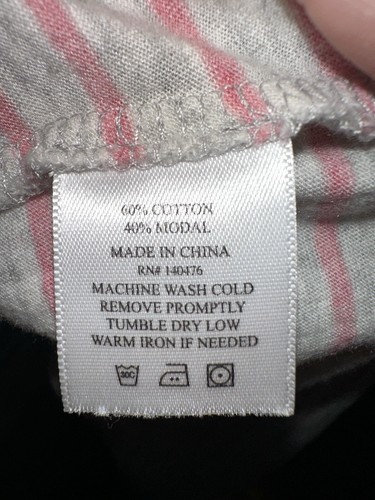 60% COTTON
40% MODAL
MADE IN CHINA
RN# 140476
MACHINE WASH COLD
REMOVE PROMPTLY
TUMBLE DRY LOW
WARM IRON IF NEEDED
30C